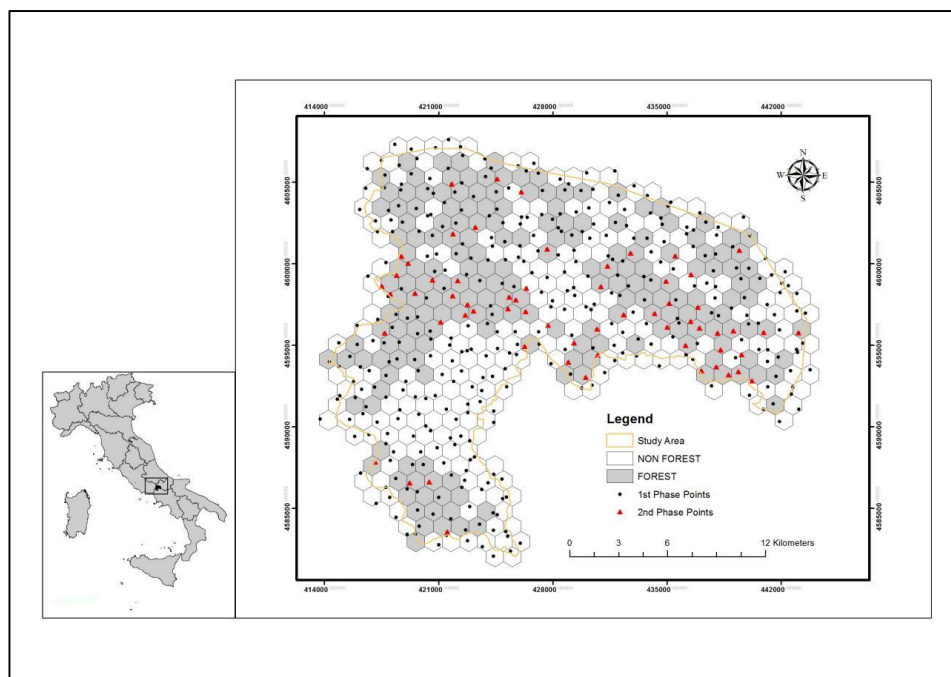 414000 421000 428000 435000 442000
4605000 4605000
N
W E
S
4600000 4600000
4595000 4595000
Legend
Study Area
4590000 4590000
NON FOREST
FOREST
1st Phase Points
2nd Phase Points
4585000 4585000
0 3 6 12 Kilometers
414000 421000 428000 435000 442000